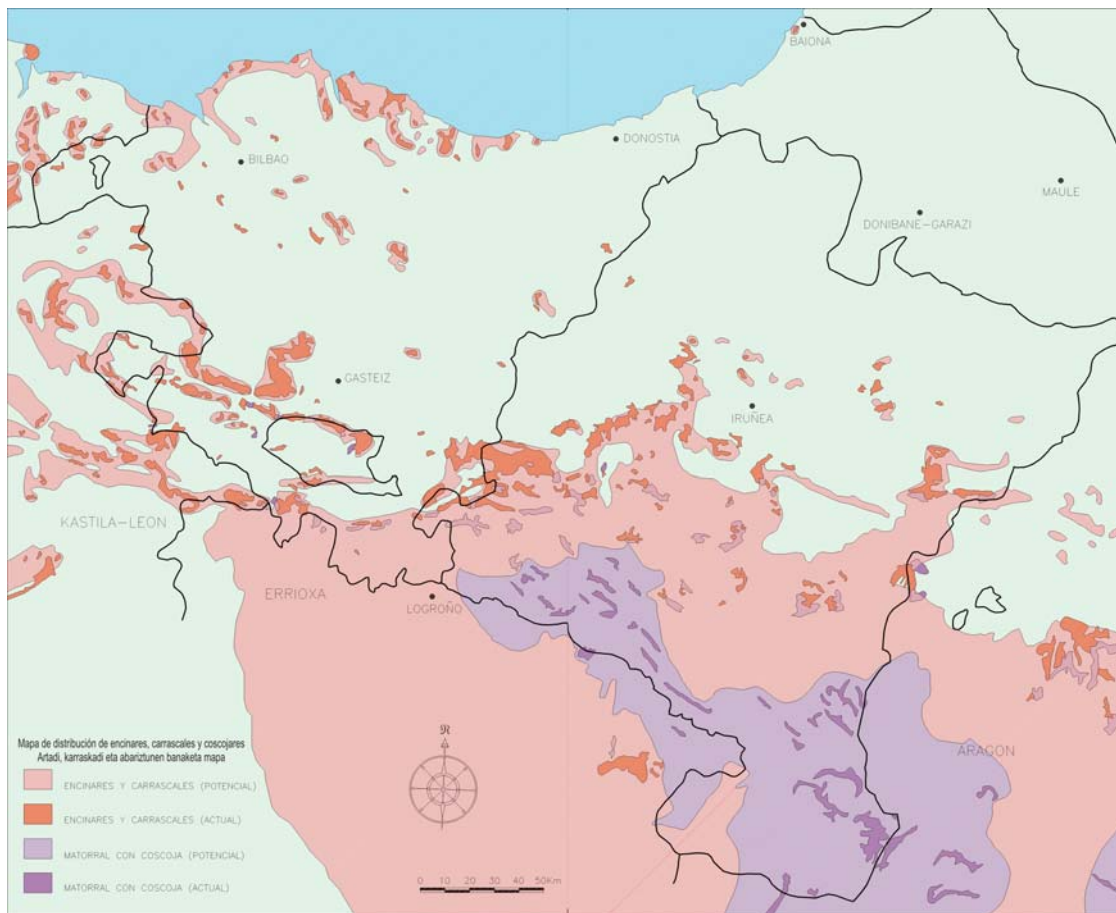 BAIONA
DONOSTIA
BILBAO
MAULE
DONIBANE-GARAZI
GASTEIZ
IRUÑEA
KASTILA-LEON
ERRIOXA
LOGROÑO
ARAGON
Mapa de distribución de encinares, carrascales y coscojares
Artadi, karraskadi eta abariztunen banaketa mapa
ENCINARES Y CARRASCALES (POTENCIAL)
ENCINARES Y CARRASCALES (ACTUAL)
MATORRAL CON COSCOJA (POTENCIAL)
MATORRAL CON COSCOJA (ACTUAL)
0 10 20 30 40 50Km